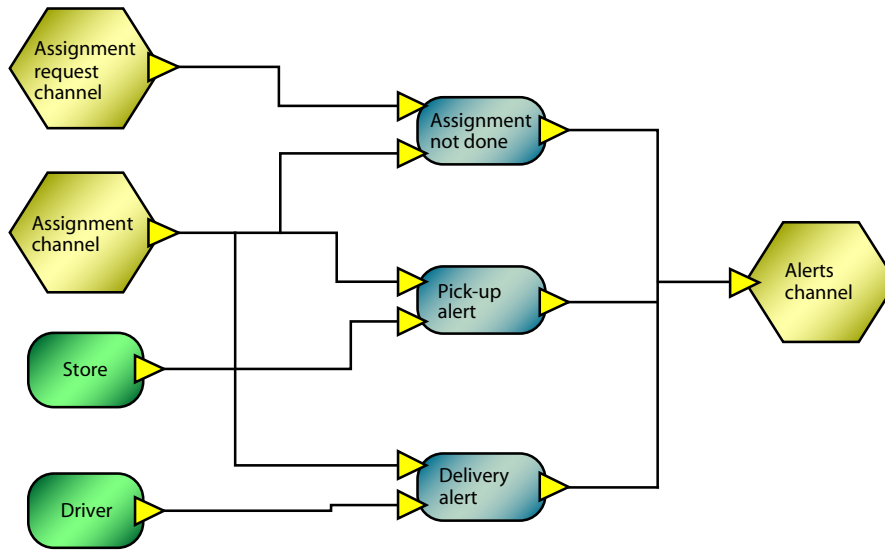 Assignment
request
channel
Assignment
not done
Assignment
channel
Pick-up
alert
Alerts
channel
Store
Delivery
alert
Driver